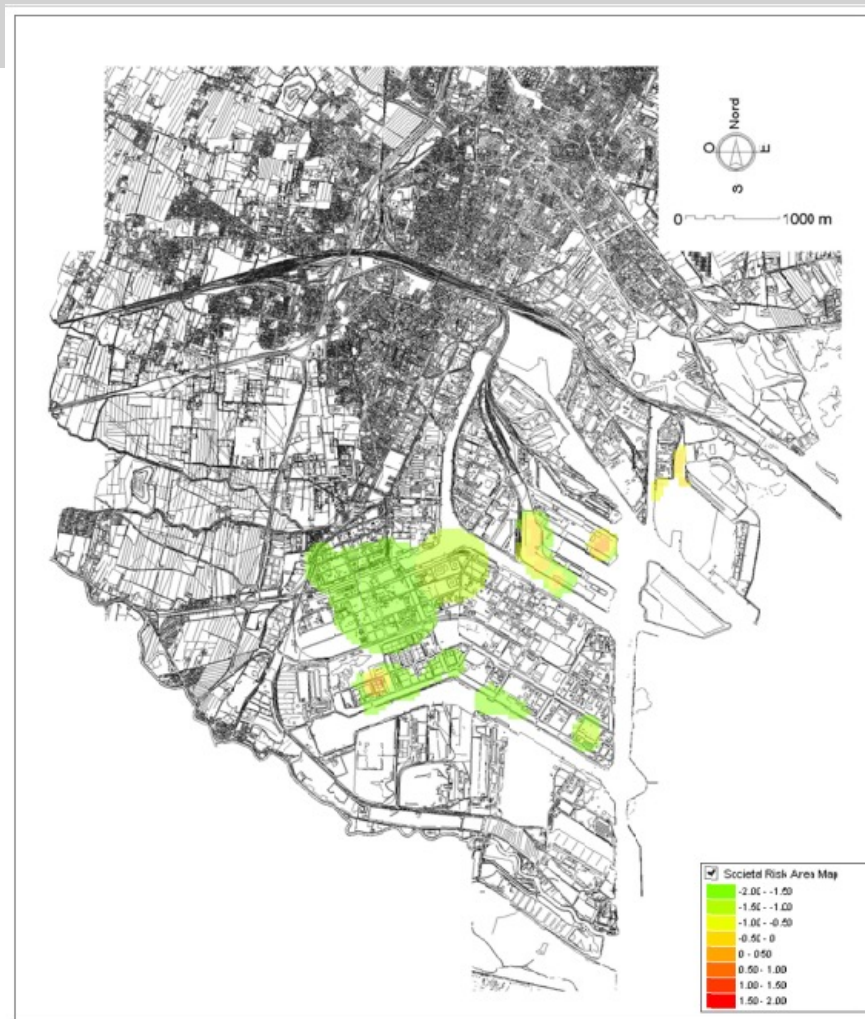 Nord
O E
S
0 1000 m
Societal Risk Area Map
-2.00 - -1.50
-1.50 - -1.00
-1.00 - -0.50
-0.50 - 0
0 - 0.50
0.50 - 1.00
1.00 - 1.50
1.50 - 2.00